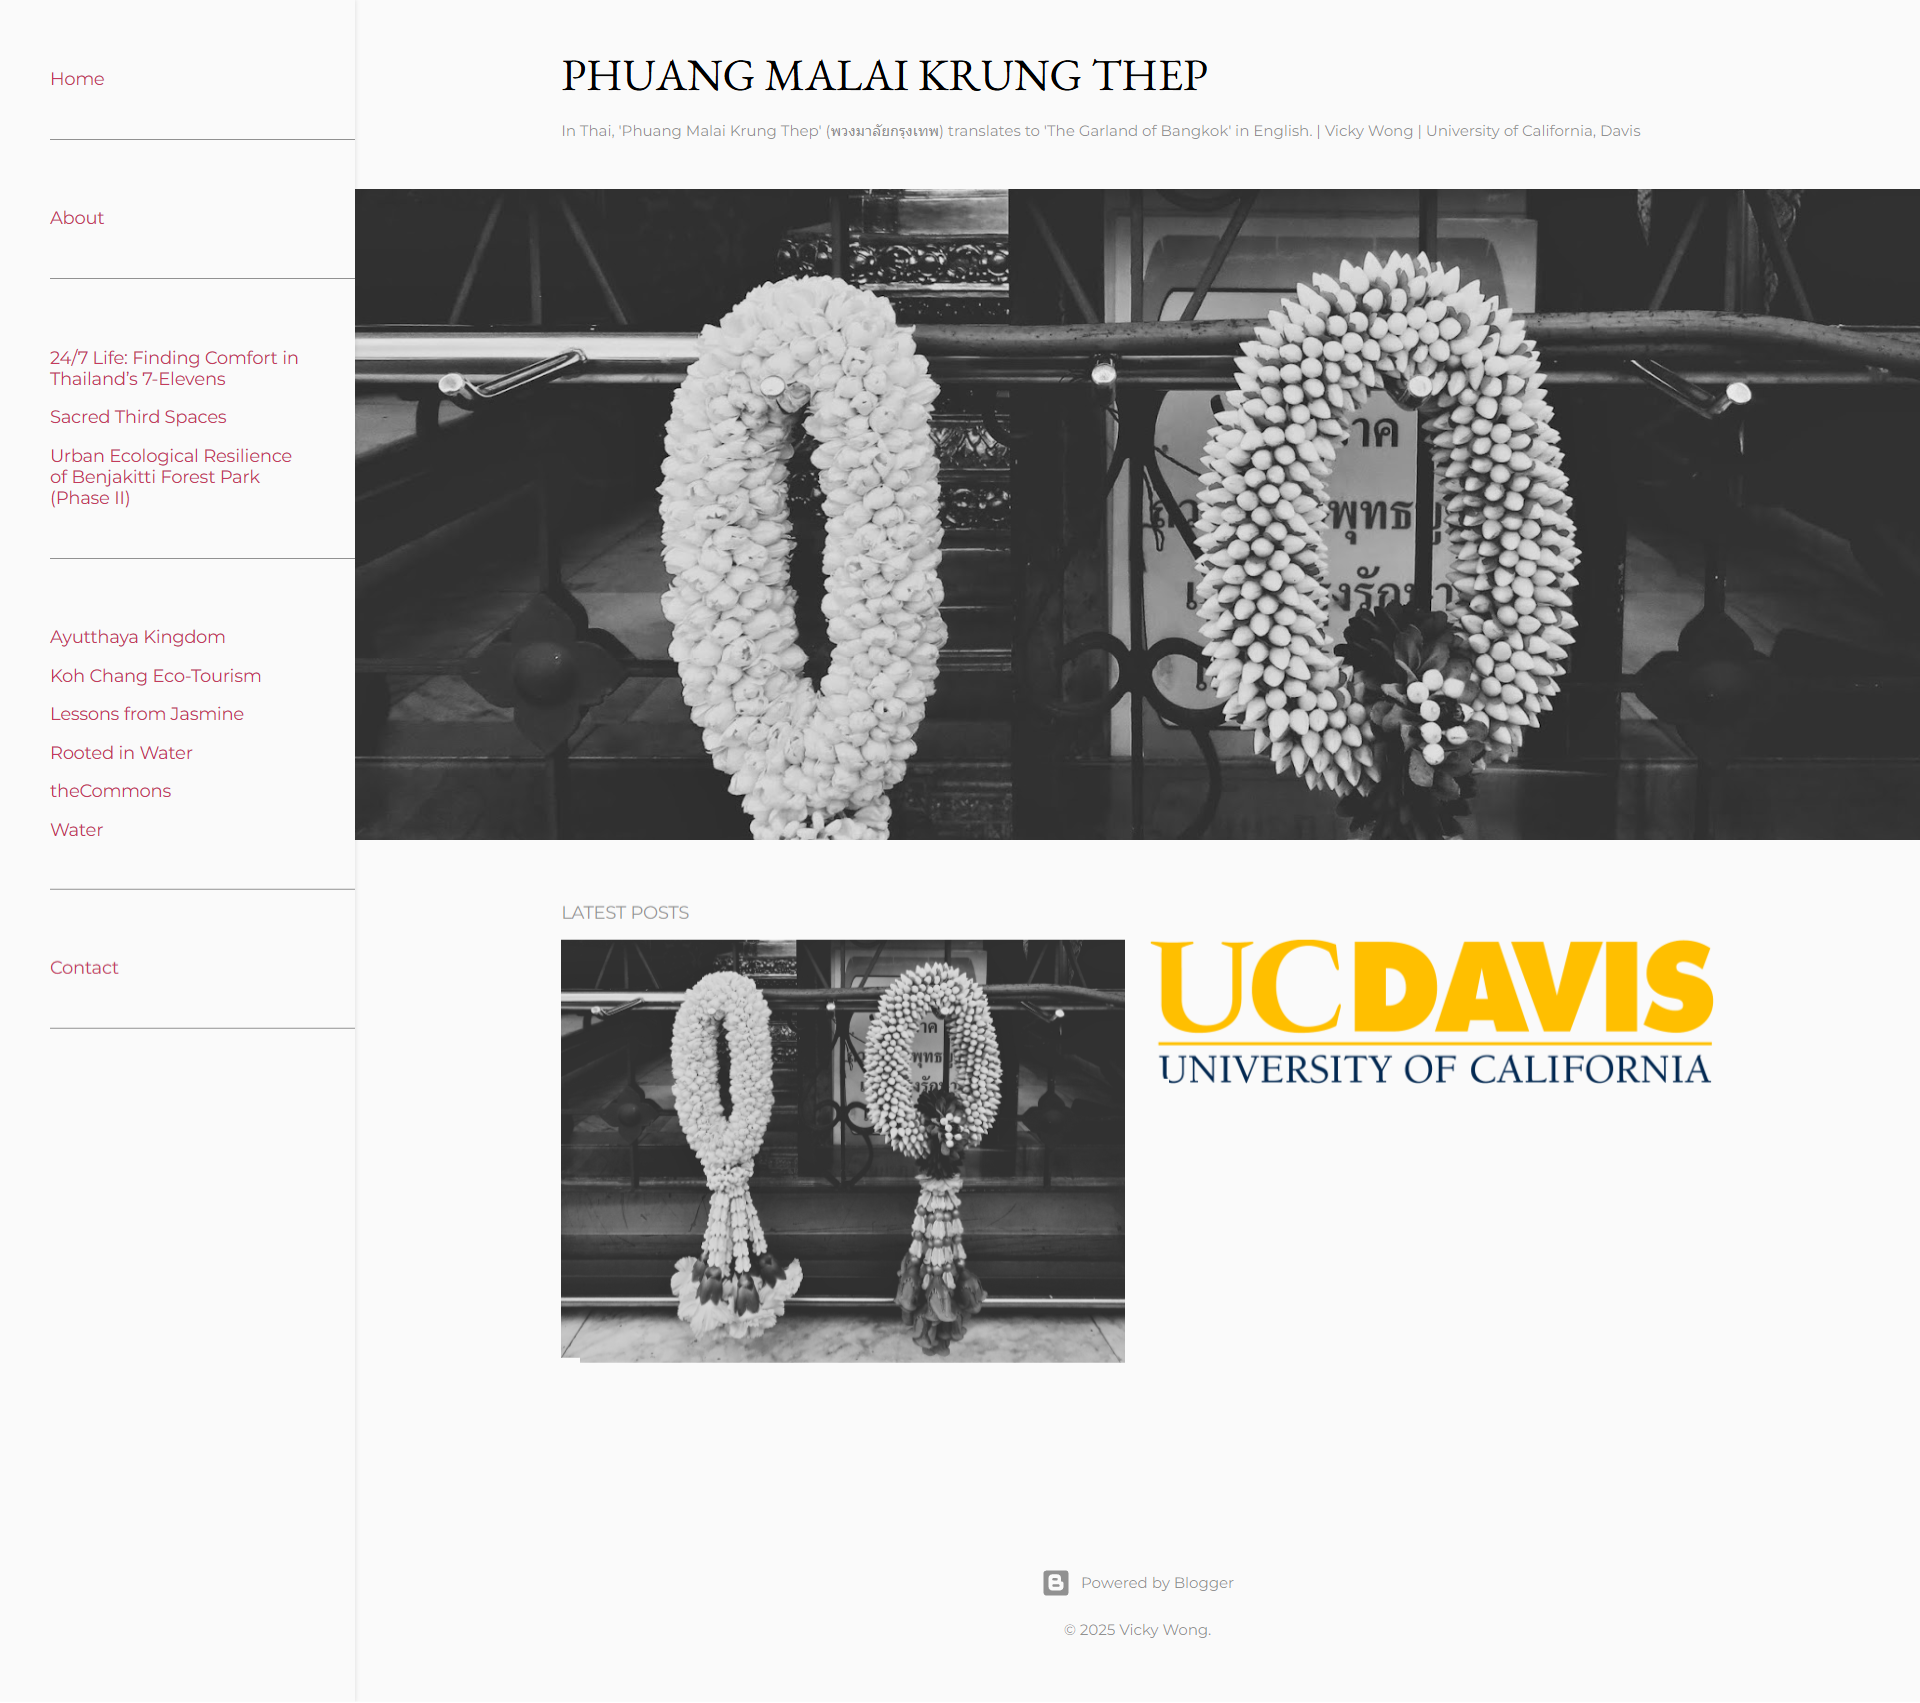 Home
About
24/7 Life: Finding Comfort in
Thailand's 7-Elevens
Sacred Third Spaces
Urban Ecological Resilience
of Benjakitti Forest Park
(Phase II)
Ayutthaya Kingdom
Koh Chang Eco-Tourism
Lessons from Jasmine
Rooted in Water
theCommons
Water
Contact
PHUANG MALAI KRUNG THEP
In Thai, 'Phuang Malai Krung Thep' (พวงมาลัยกรุงเทพ) translates to 'The Garland of Bangkok' in English. | Vicky Wong | University of California, Davis
LATEST POSTS
UCDAVIS
UNIVERSITY OF CALIFORNIA
Powered by Blogger
© 2025 Vicky Wong.